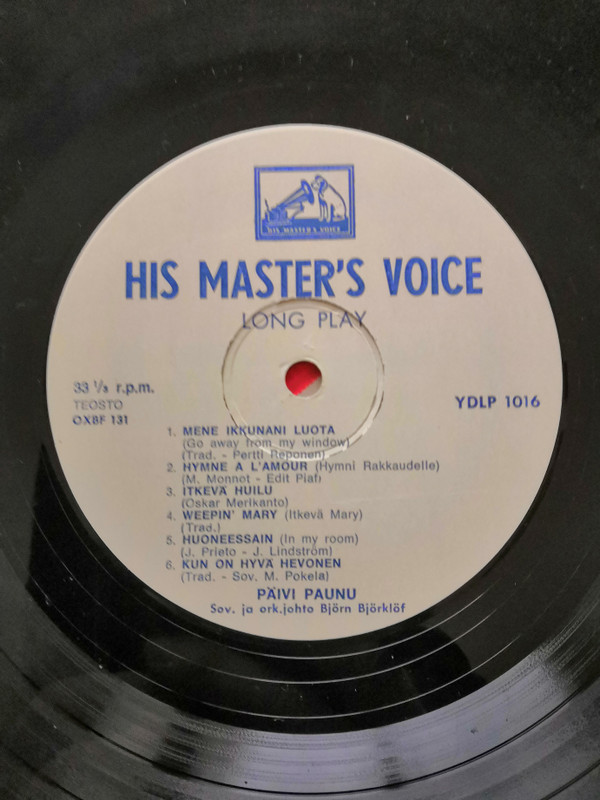 HIS MASTER'S VOICE
HIS MASTER'S VOICE
LONG PLAY
33 1/3 r.p.m.
TEOSTO
OXBF 131
YDLP 1016
1. MENE IKKUNANI LUOTA
(Go away from my window)
(Trad. - Pertti Reponen)
2. HYMNE A L'AMOUR (Hymni Rakkaudelle)
(M. Monnot - Edit Piaf)
3. ITKEVÄ HUILU
(Oskar Merikanto)
4. WEEPIN' MARY (Itkevä Mary)
(Trad.)
5. HUONEESSAIN (In my room)
(J. Prieto - J. Lindström)
6. KUN ON HYVÄ HEVONEN
(Trad. - Sov. M. Pokela)
PÄIVI PAUNU
Sov. ja ork.johto Björn Björklöf